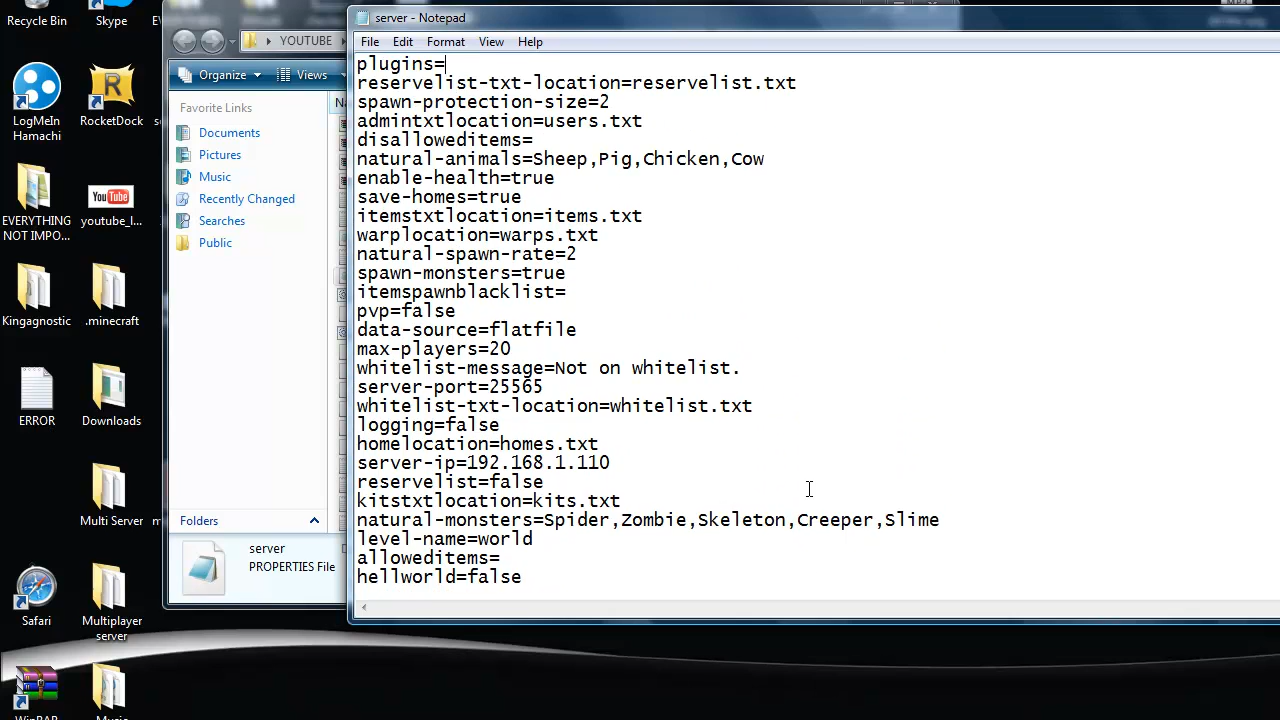 Recycle Bin
Skype
LogMeIn
Hamachi
RocketDock
EVERYTHING
NOT IMPO...
youtube_l...
You Tube
Kingagnostic
.minecraft
ERROR
Downloads
Multi Server
Safari
Multiplayer
server
WinRAR
Music
YOUTUBE
Organize
Views
Favorite Links
Documents
Pictures
Music
Recently Changed
Searches
Public
Folders
server
PROPERTIES File
server - Notepad
File Edit Format View Help
plugins=
reservelist-txt-location=reservelist.txt
spawn-protection-size=2
admintxtlocation=users.txt
disalloweditems=
natural-animals=Sheep,Pig,Chicken,Cow
enable-health=true
save-homes=true
itemstxtlocation=items.txt
warplocation=warps.txt
natural-spawn-rate=2
spawn-monsters=true
itemspawnblacklist=
pvp=false
data-source=flatfile
max-players=20
whitelist-message=Not on whitelist.
server-port=25565
whitelist-txt-location=whitelist.txt
logging=false
homelocation=homes.txt
server-ip=192.168.1.110
reservelist=false
kitstxtlocation=kits.txt
natural-monsters=Spider,Zombie,Skeleton,Creeper,Slime
level-name=world
alloweditems=
hellworld=false